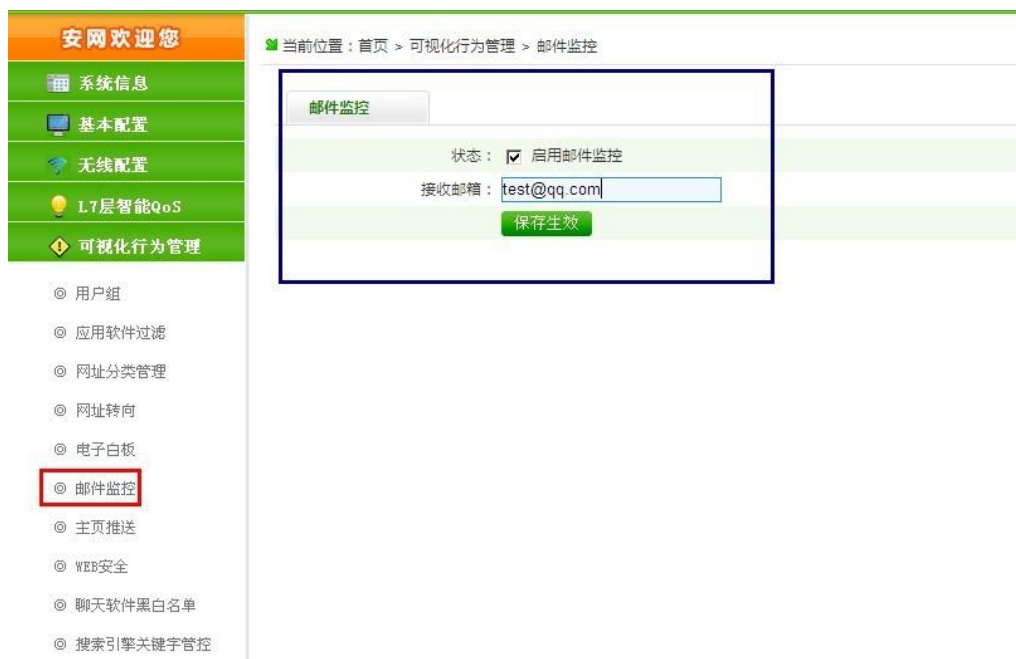 安网欢迎您
系统信息
基本配置
无线配置
L7层智能QoS
可视化行为管理
用户组
应用软件过滤
网址分类管理
网址转向
电子白板
邮件监控
主页推送
WEB安全
聊天软件黑白名单
搜索引擎关键字管控
当前位置：首页 > 可视化行为管理 > 邮件监控
邮件监控
状态： 启用邮件监控
接收邮箱： test@qq.com
保存生效